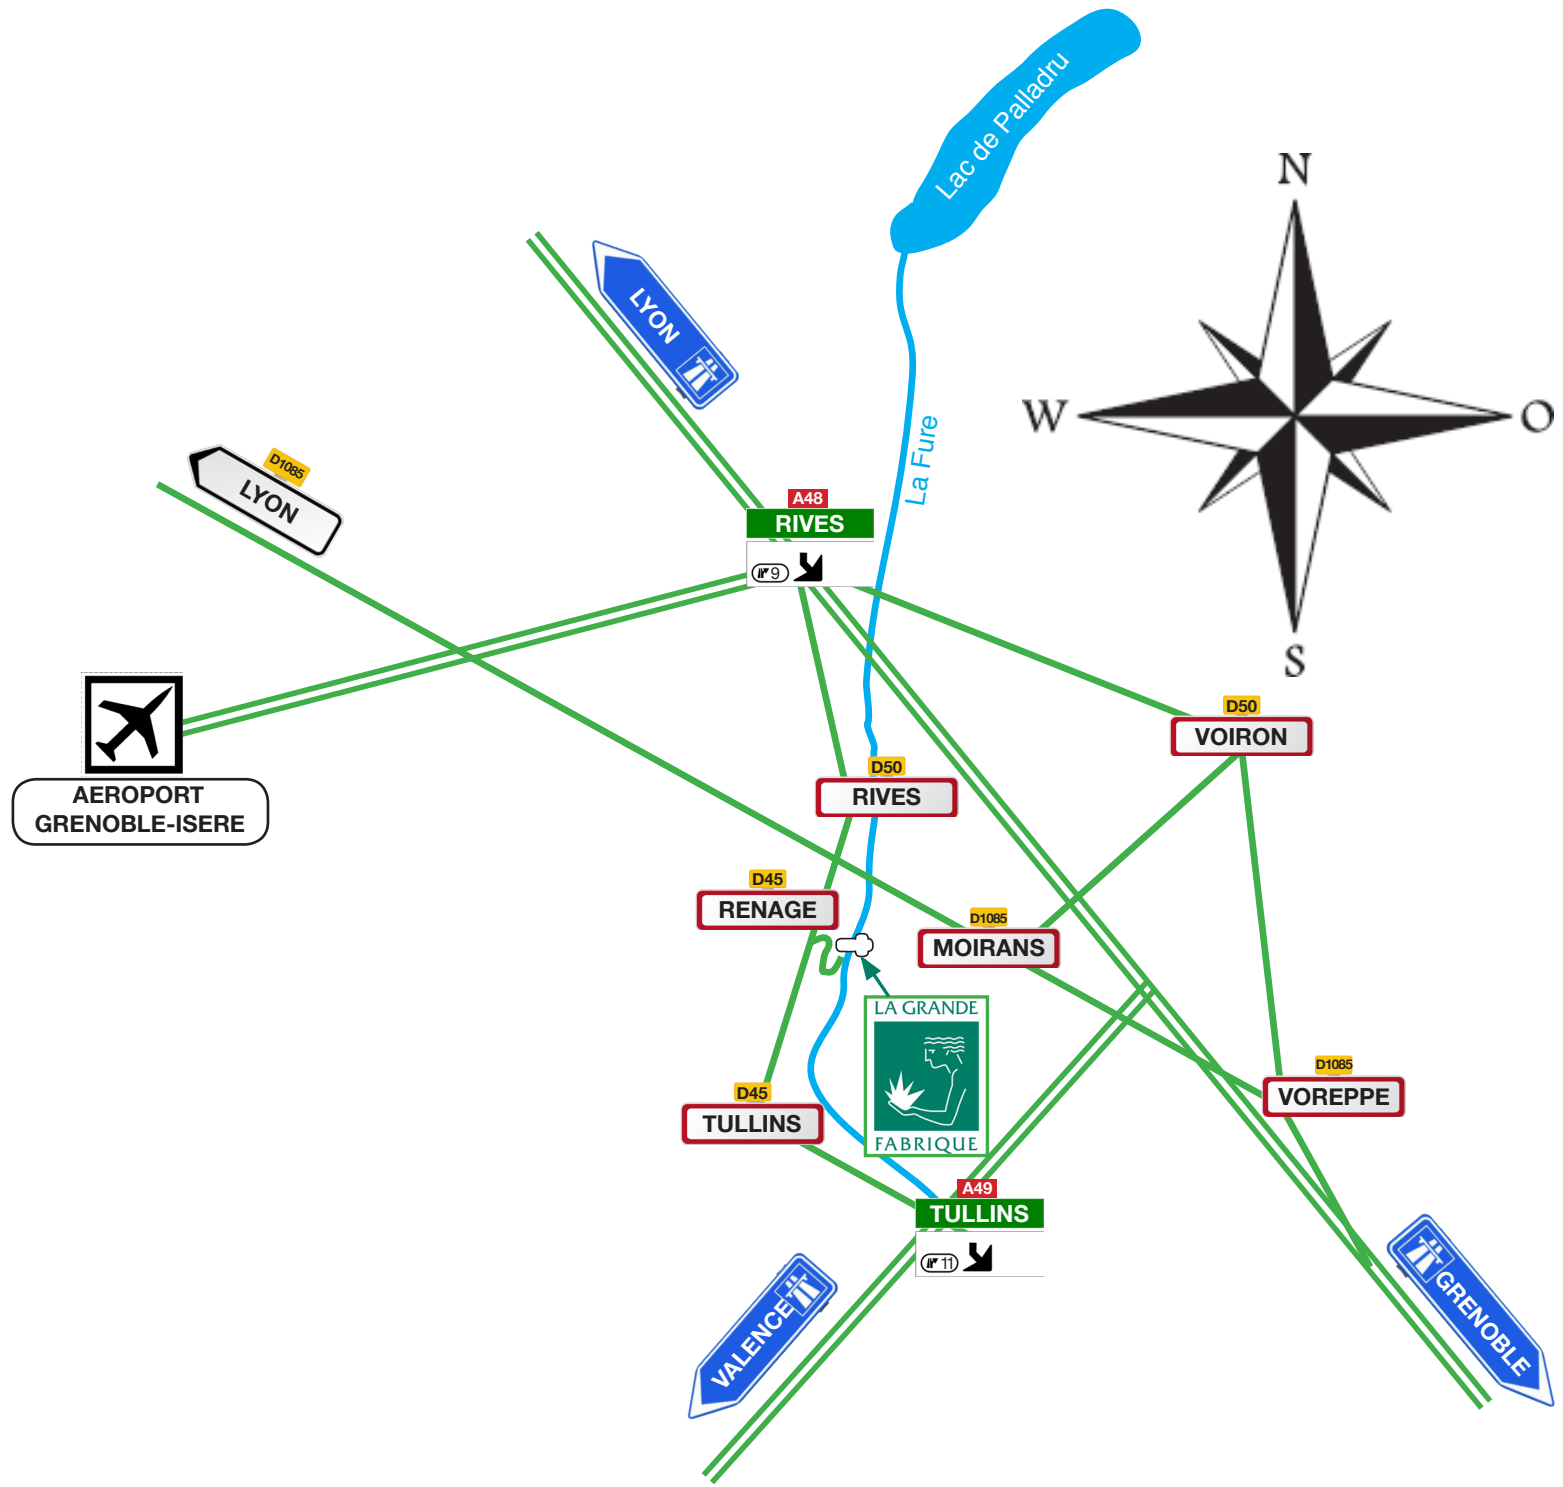 Lac de Palladru
N
W
O
S
LYON
La Fure
D1085
LYON
A48
RIVES
9
D50
VOIRON
AEROPORT
GRENOBLE-ISERE
D50
RIVES
D45
RENAGE
D1085
MOIRANS
LA GRANDE
FABRIQUE
D1085
VOREPPE
D45
TULLINS
A49
TULLINS
11
VALENCE
GRENOBLE